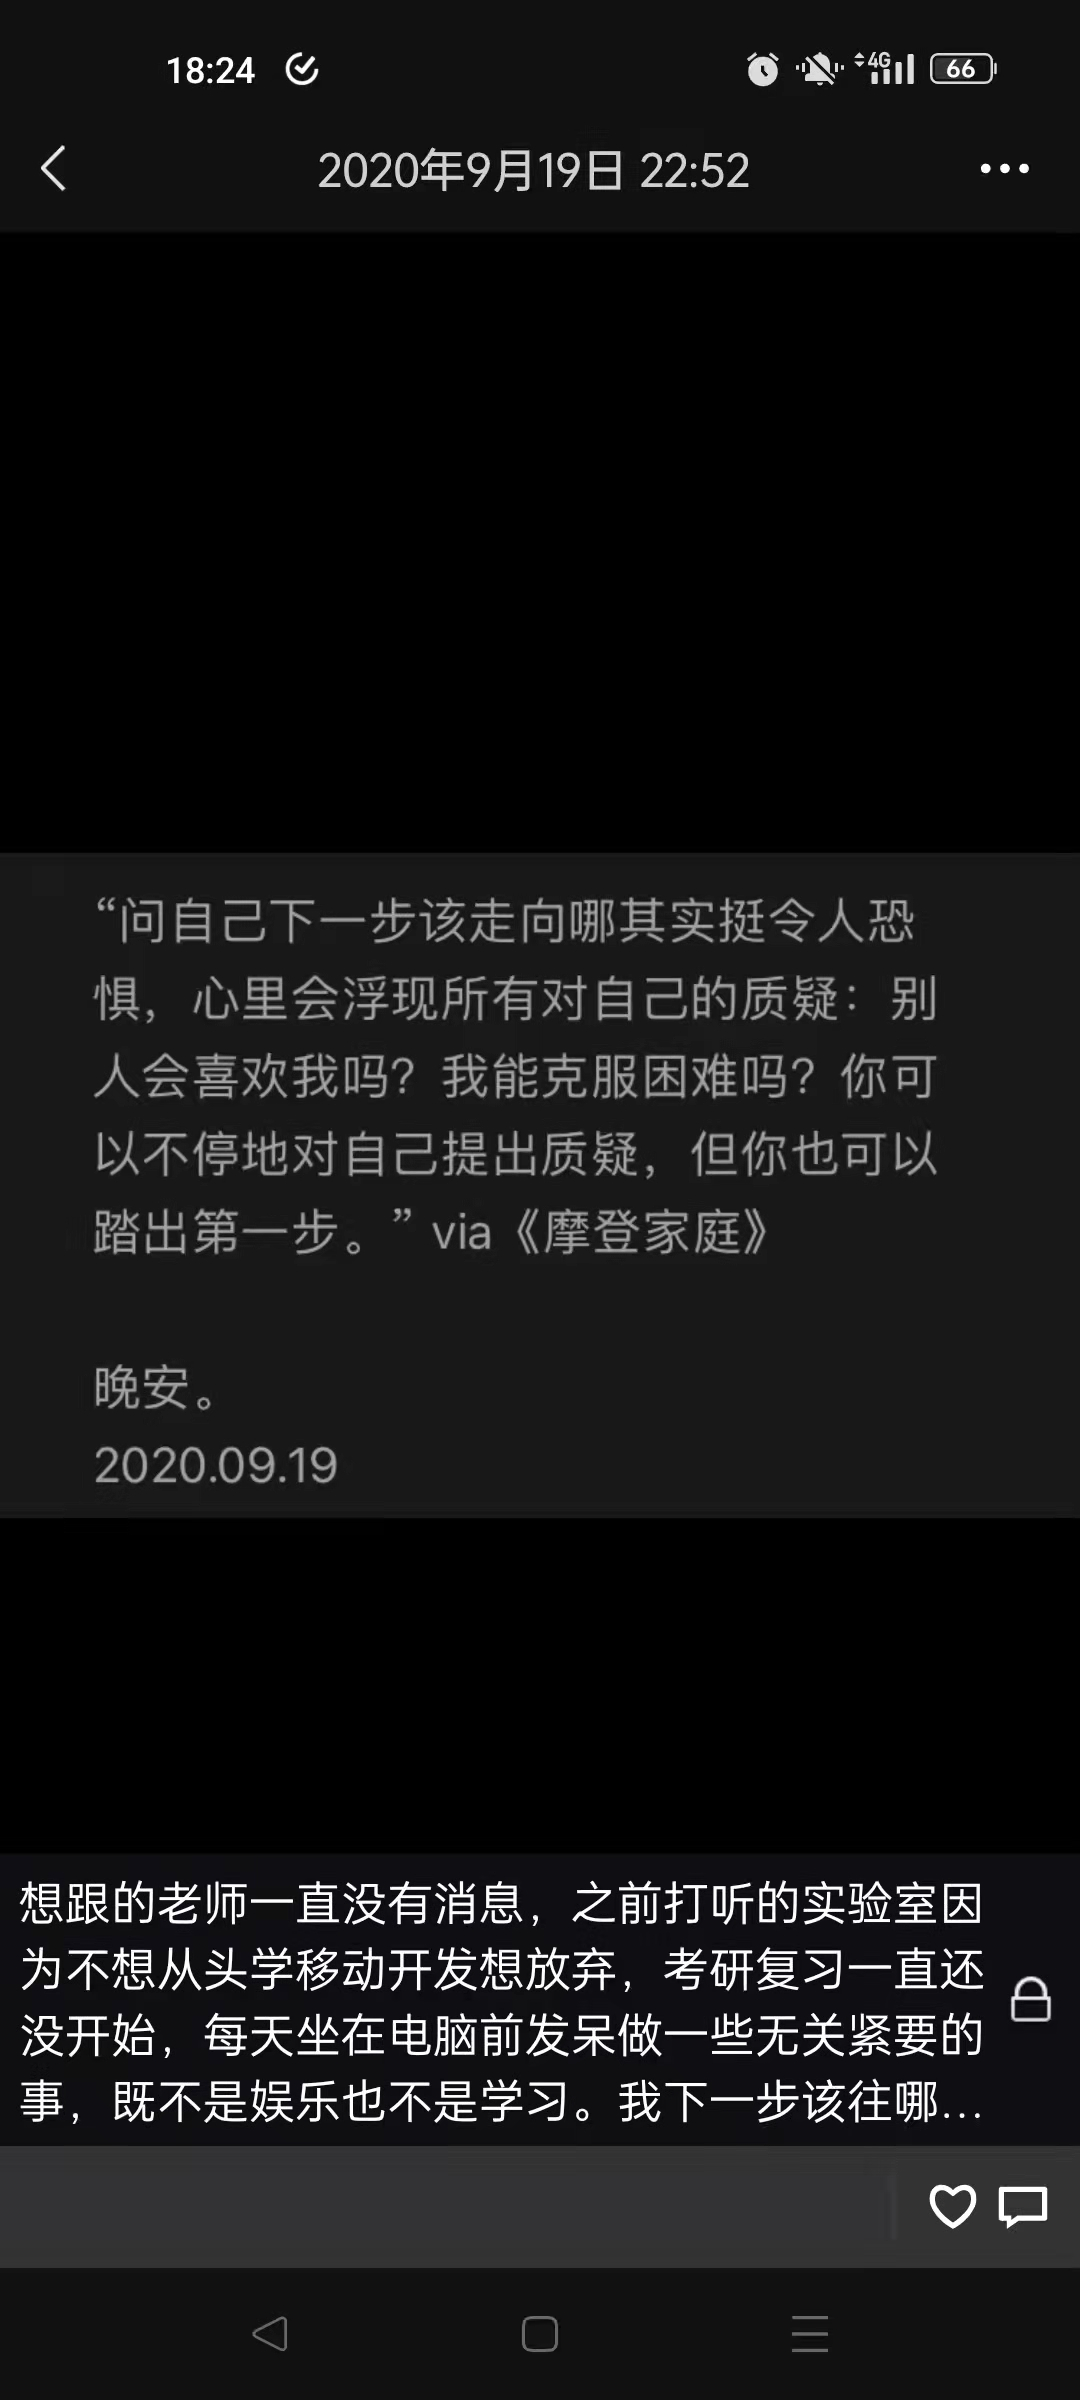 18:24
4G
66
2020年9月19日 22:52
“问自己下一步该走向哪其实挺令人恐
惧，心里会浮现所有对自己的质疑：别
人会喜欢我吗？我能克服困难吗？你可
以不停地对自己提出质疑，但你也可以
踏出第一步。” via《摩登家庭》
晚安。
2020.09.19
想跟的老师一直没有消息，之前打听的实验室因
为不想从头学移动开发想放弃，考研复习一直还
没开始，每天坐在电脑前发呆做一些无关紧要的
事，既不是娱乐也不是学习。我下一步该往哪...